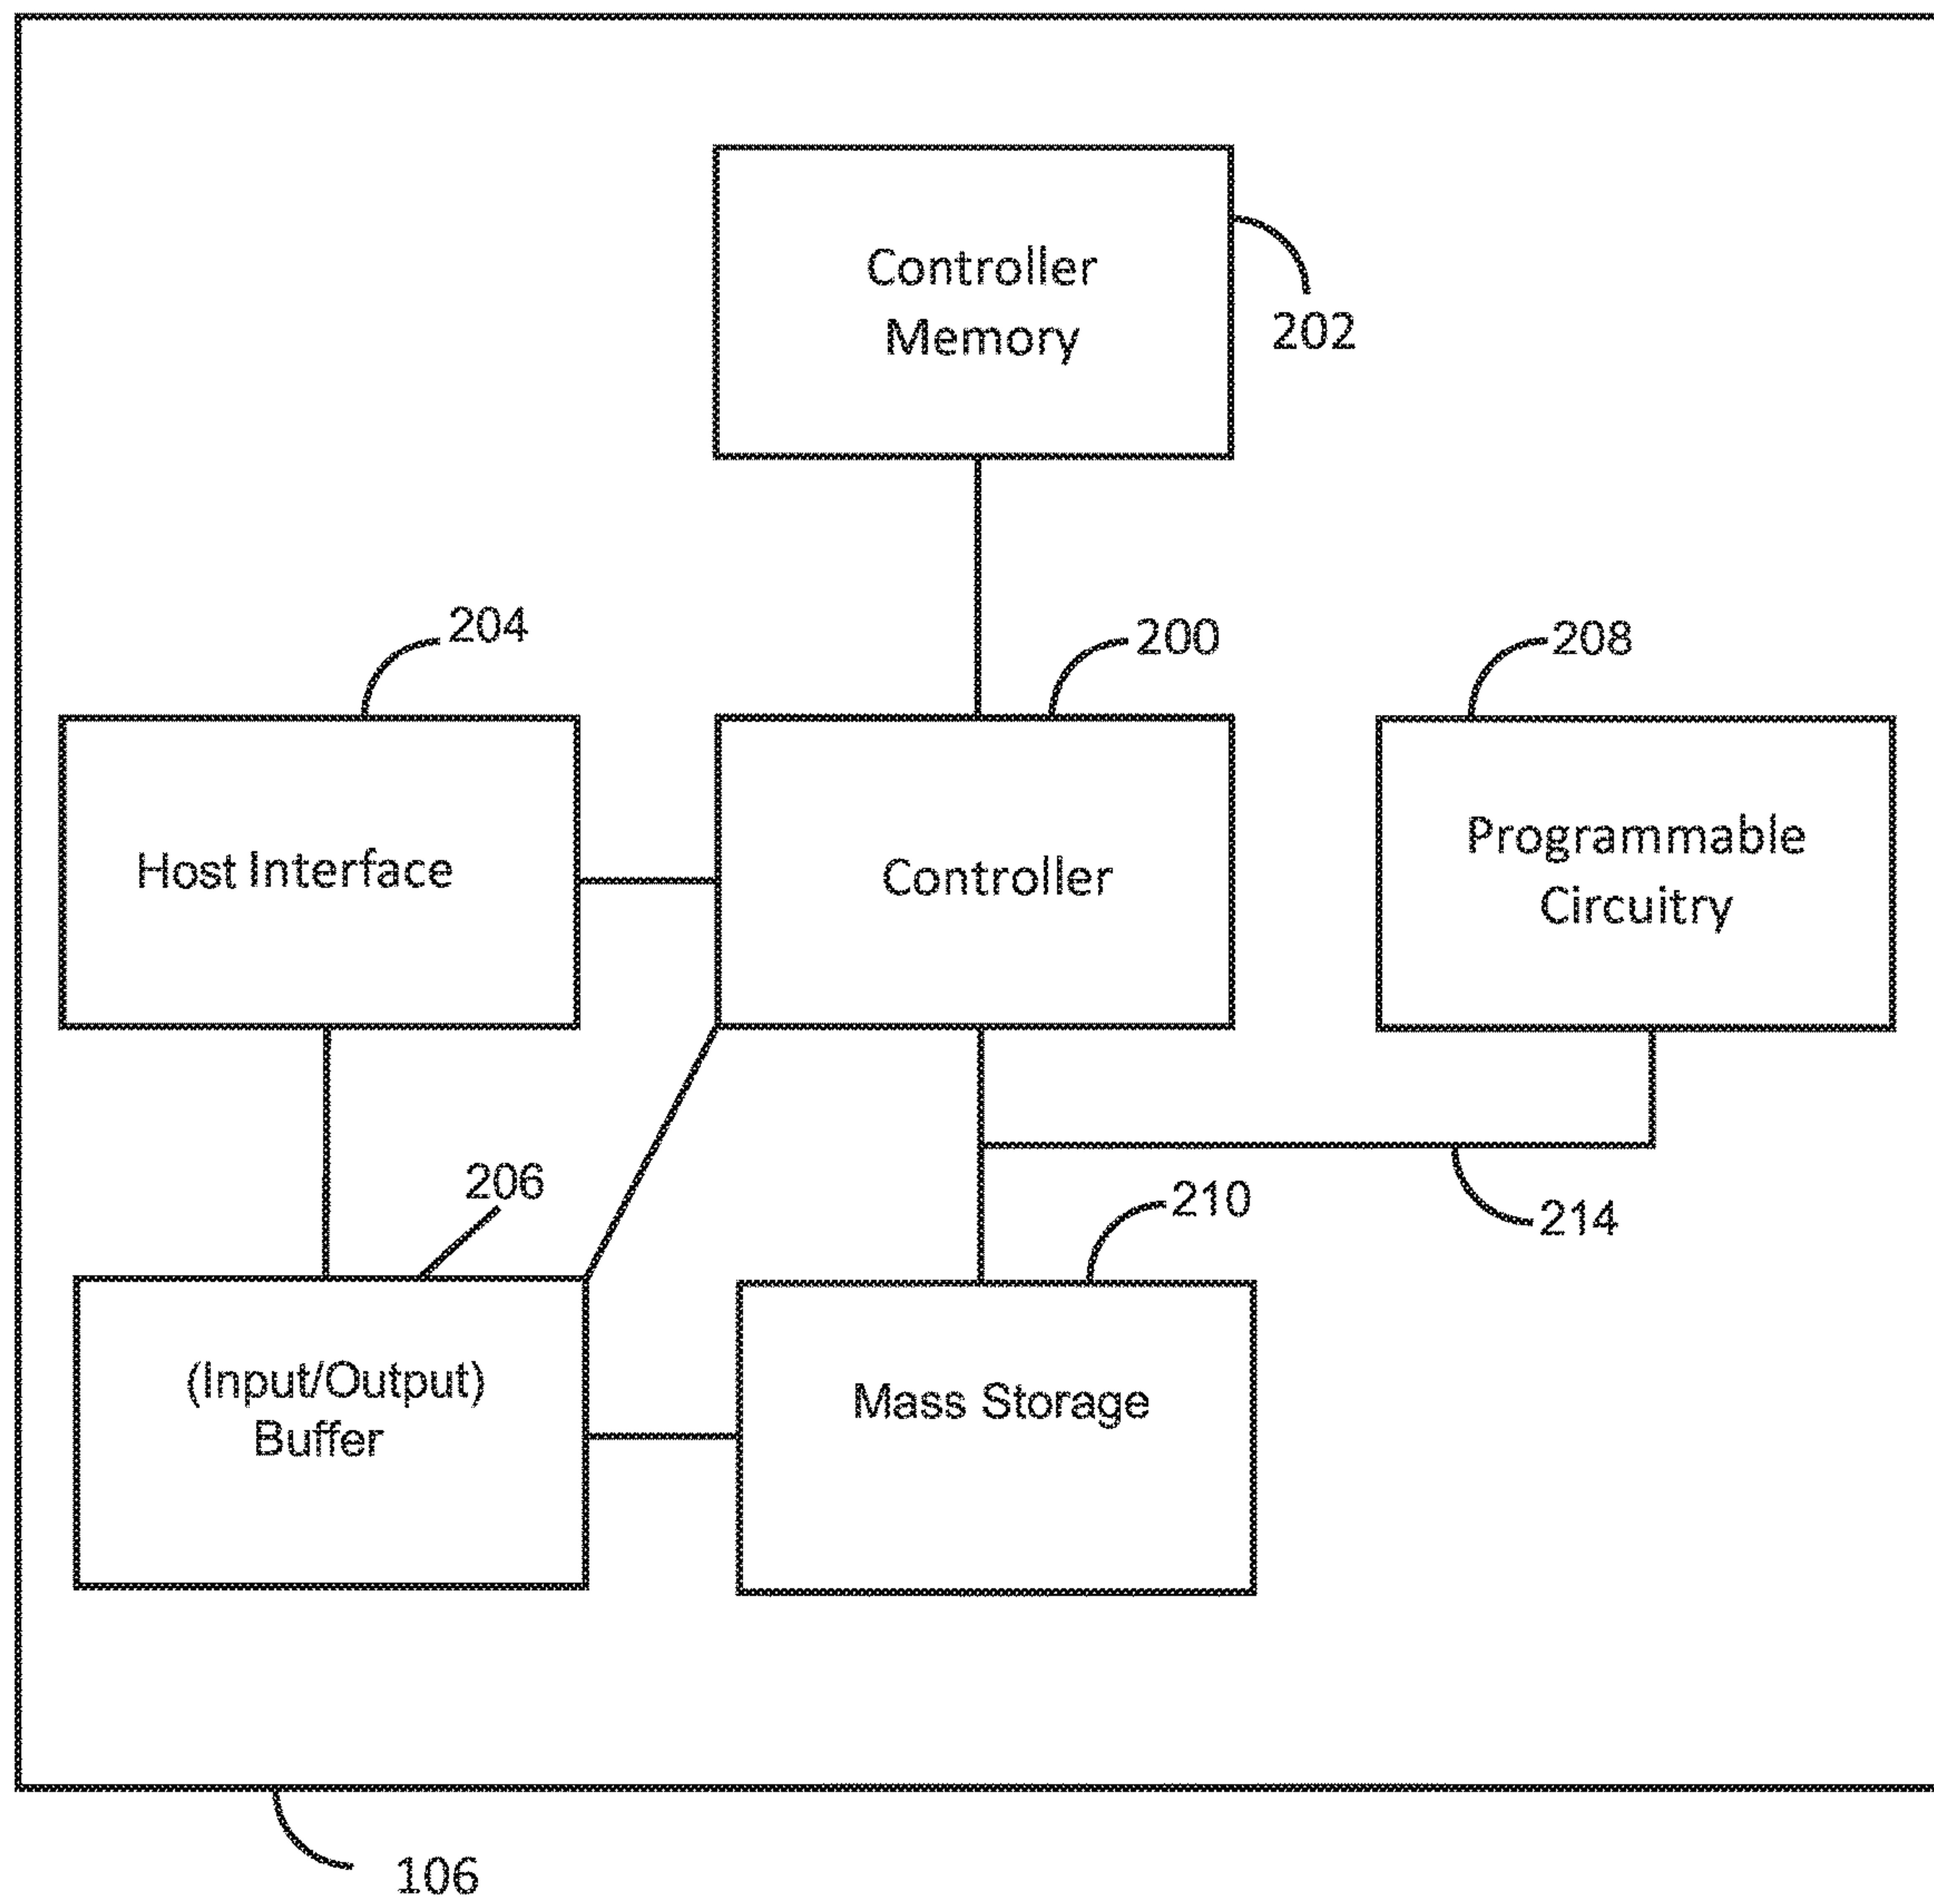 Controller
Memory
202
204
200
208
Host Interface
Controller
Programmable
Circuitry
206
210
214
(Input/Output)
Buffer
Mass Storage
106